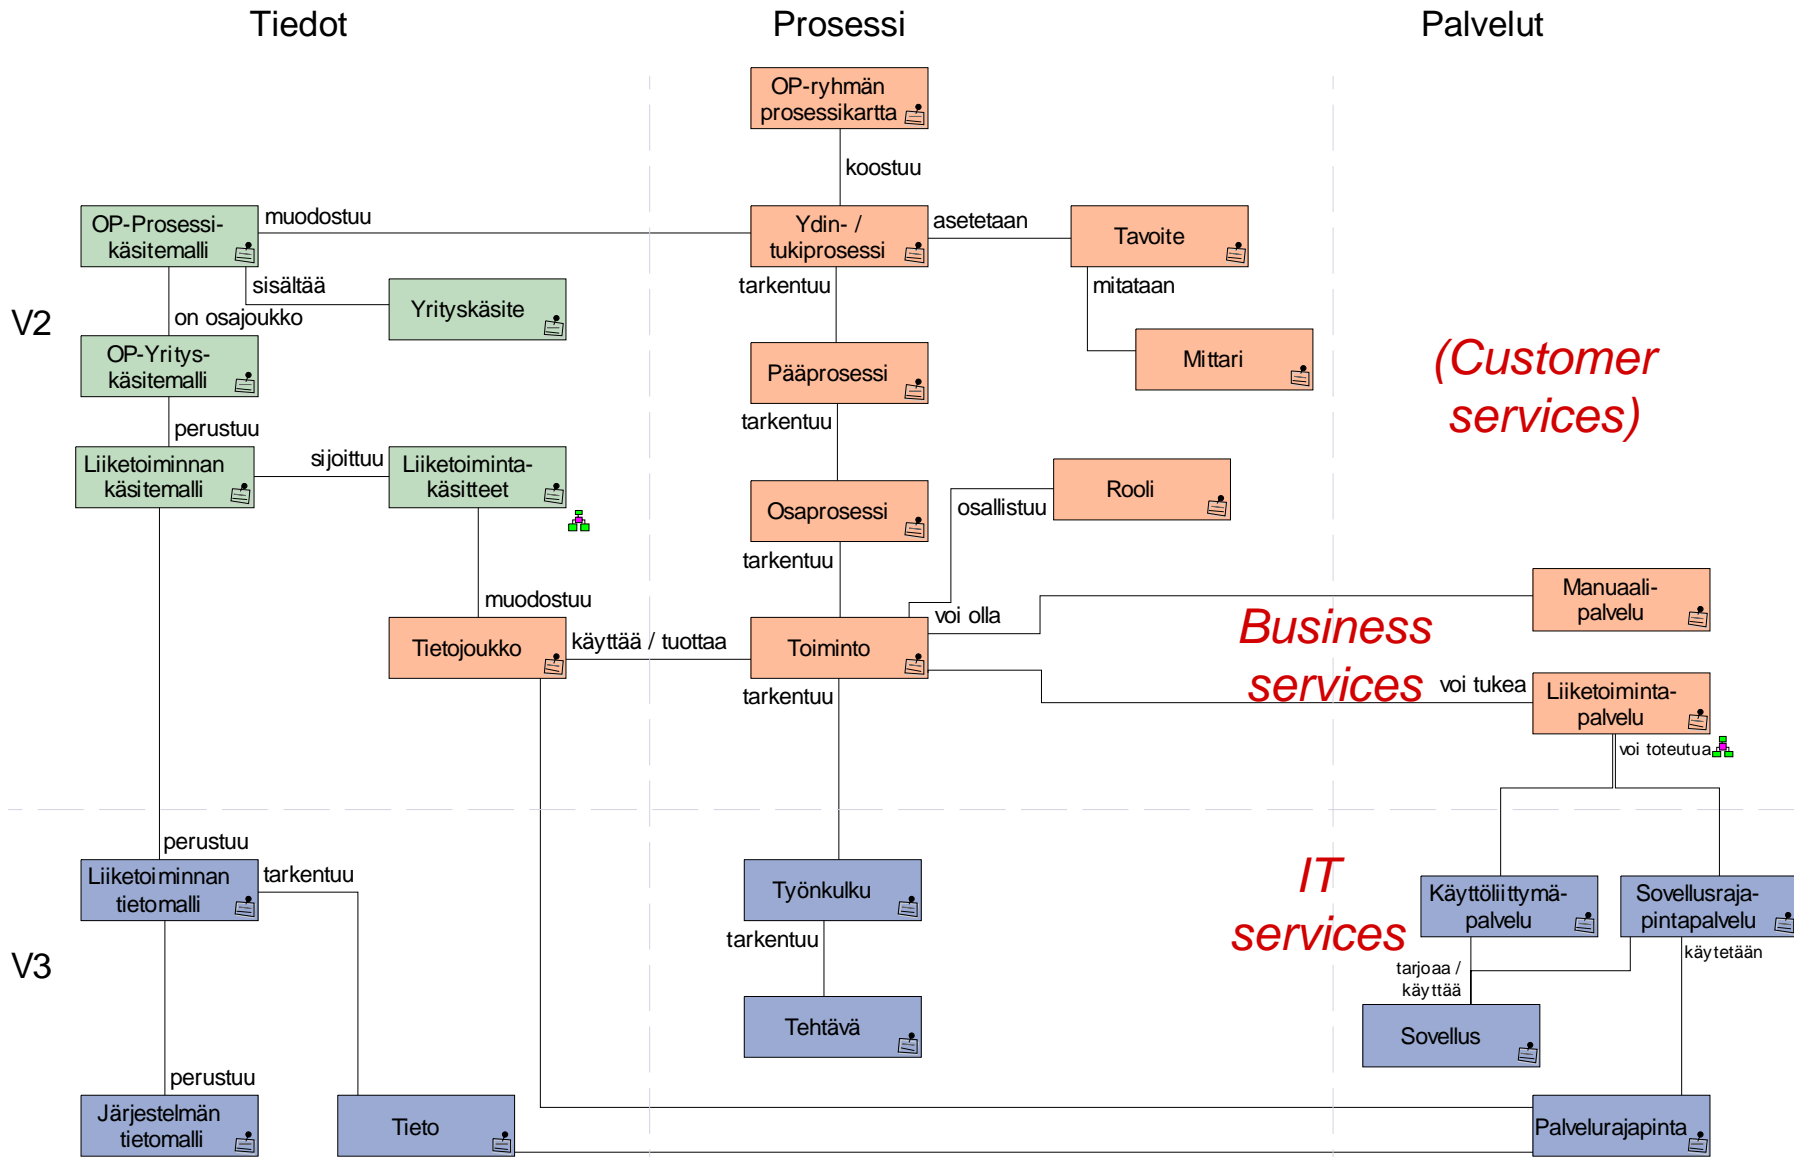 Tiedot
Prosessi
Palvelut
OP-ryhmän
prosessikartta
koostuu
OP-Prosessi-
käsitemalli
muodostuu
Ydin- /
tukiprosessi
asetetaan
Tavoite
sisältää
tarkentuu
mitataan
Yrityskäsite
on osajoukko
V2
OP-Yritys-
käsitemalli
Pääprosessi
Mittari
(Customer
services)
perustuu
tarkentuu
Liiketoiminnan
käsitemalli
sijoittuu
Liiketoiminta-
käsitteet
Osaprosessi
osallistuu
Rooli
tarkentuu
muodostuu
voi olla
Manuaali-
palvelu
Tietojoukko
käyttää / tuottaa
Toiminto
Business
services
tarkentuu
voi tukea
Liiketoiminta-
palvelu
voi toteutua
perustuu
Liiketoiminnan
tietomalli
tarkentuu
Työnkulku
IT
services
Käyttöliittymä-
palvelu
Sovellusraja-
pintapalvelu
V3
tarkentuu
tarjoaa /
käyttää
käytetään
Tehtävä
Sovellus
perustuu
Järjestelmän
tietomalli
Tieto
Palvelurajapinta